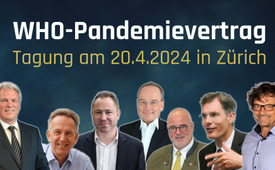 WHO-Pandemievertrag
Tagung am 20.4.2024 in Zürich